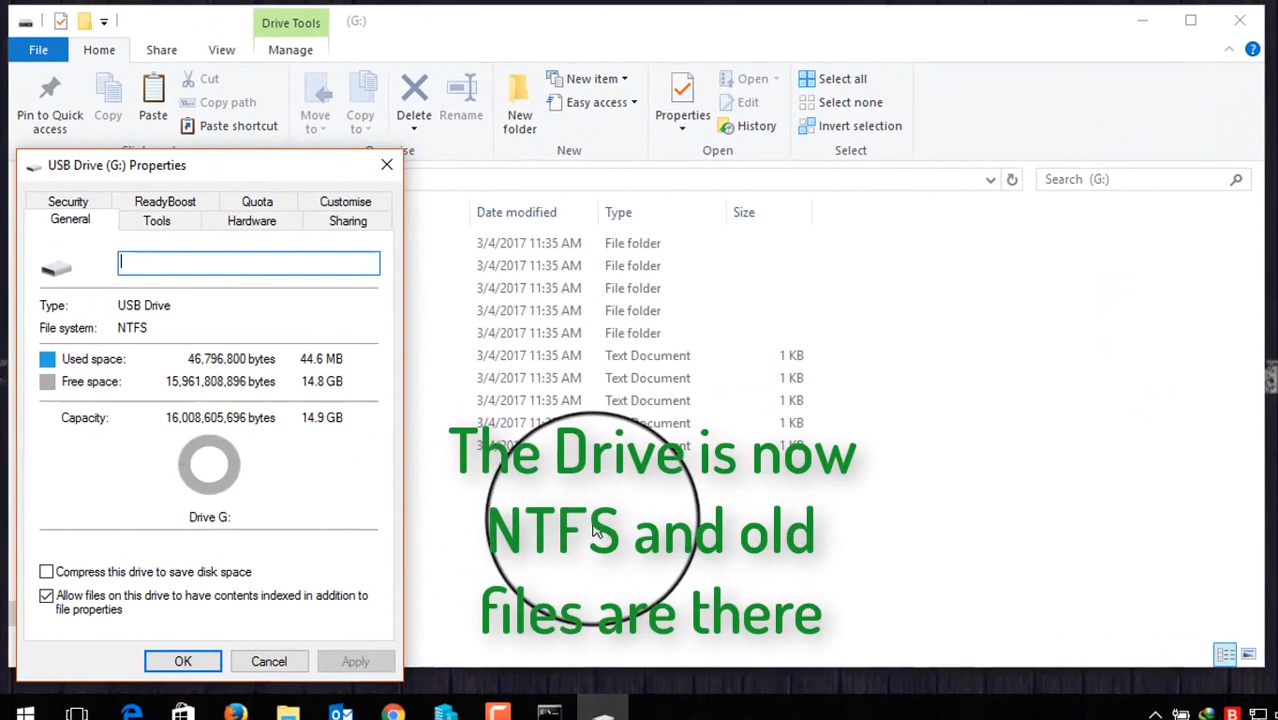 Drive Tools
(G:)
File
Home
Share
View
Manage
Pin to Quick
access
Copy
Paste
Cut
Copy path
Paste shortcut
Move
to
Copy
to
Delete
Rename
New
folder
New item
Easy access
New
Properties
Open
Edit
History
Open
Select all
Select none
Invert selection
Select
USB Drive (G:) Properties
Security
ReadyBoost
Quota
Customise
General
Tools
Hardware
Sharing
Type: USB Drive
File system: NTFS
Used space: 46,796,800 bytes 44.6 MB
Free space: 15,961,808,896 bytes 14.8 GB
Capacity: 16,008,605,696 bytes 14.9 GB
Drive G:
Compress this drive to save disk space
Allow files on this drive to have contents indexed in addition to
file properties
OK
Cancel
Apply
Search (G:)
Date modified Type Size
3/4/2017 11:35 AM File folder
3/4/2017 11:35 AM File folder
3/4/2017 11:35 AM File folder
3/4/2017 11:35 AM File folder
3/4/2017 11:35 AM File folder
3/4/2017 11:35 AM Text Document 1 KB
3/4/2017 11:35 AM Text Document 1 KB
3/4/2017 11:35 AM Text Document 1 KB
Document 1 KB
1 KB
The Drive is now
NTFS and old
files are there